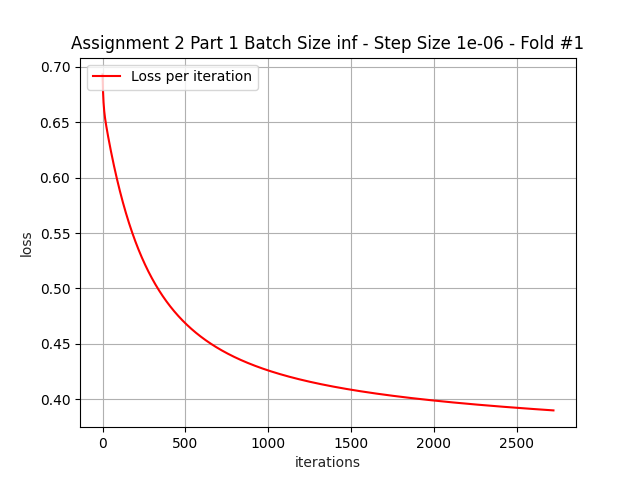 Assignment 2 Part 1 Batch Size inf - Step Size 1e-06 - Fold #1
Loss per iteration
0.70
0.65
0.60
0.55
0.50
0.45
0.40
loss
0 500 1000 1500 2000 2500
iterations